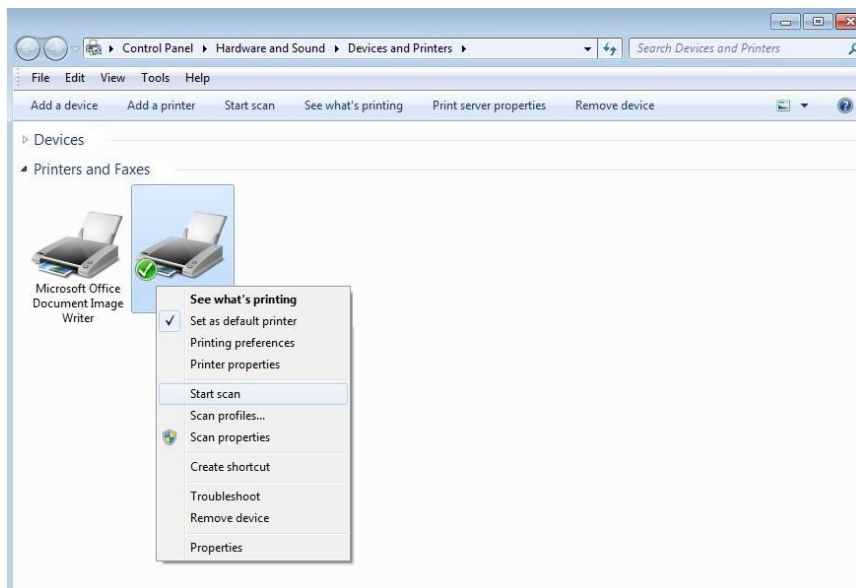 Control Panel ▸ Hardware and Sound ▸ Devices and Printers ▸ Search Devices and Printers
File Edit View Tools Help
Add a device Add a printer Start scan See what's printing Print server properties Remove device
Devices
Printers and Faxes
Microsoft Office
Document Image
Writer
See what's printing
Set as default printer
Printing preferences
Printer properties
Start scan
Scan profiles...
Scan properties
Create shortcut
Troubleshoot
Remove device
Properties